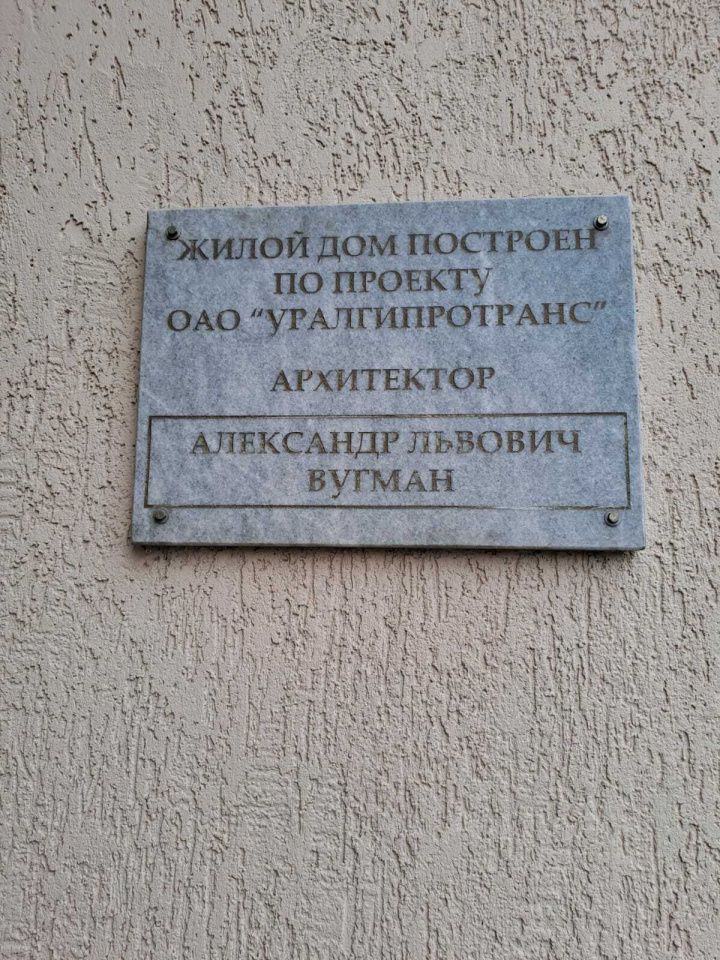 ЖИЛОЙ ДОМ ПОСТРОЕН
ПО ПРОЕКТУ
ОАО "УРАЛГИПРОТРАНС"
АРХИТЕКТОР
АЛЕКСАНДР ЛЬВОВИЧ
ВУГМАН